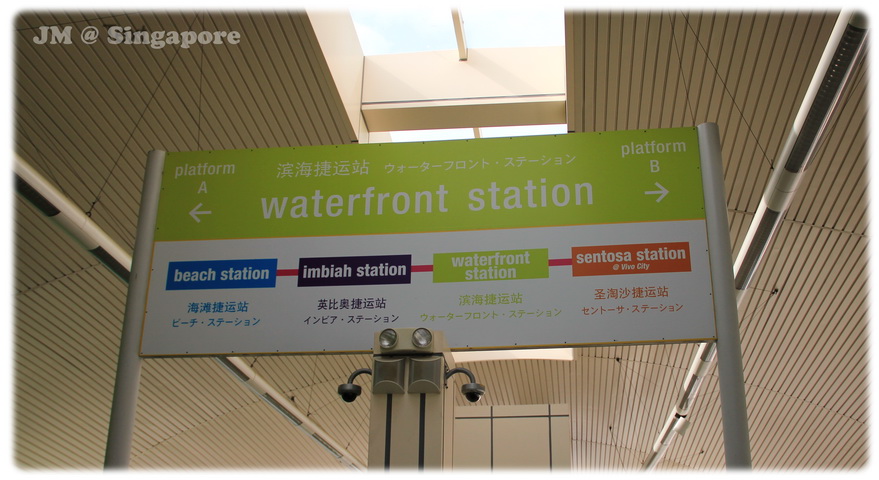 JM @ Singapore
platform
A
←
滨海捷运站 ウォーターフロント・ステーション
waterfront station
platform
B
→
beach station
海滩捷运站
ビーチ・ステーション
imbiah station
英比奥捷运站
インビア・ステーション
waterfront
station
滨海捷运站
ウォーターフロント・ステーション
sentosa station
@ Vivo City
圣淘沙捷运站
セントーサ・ステーション